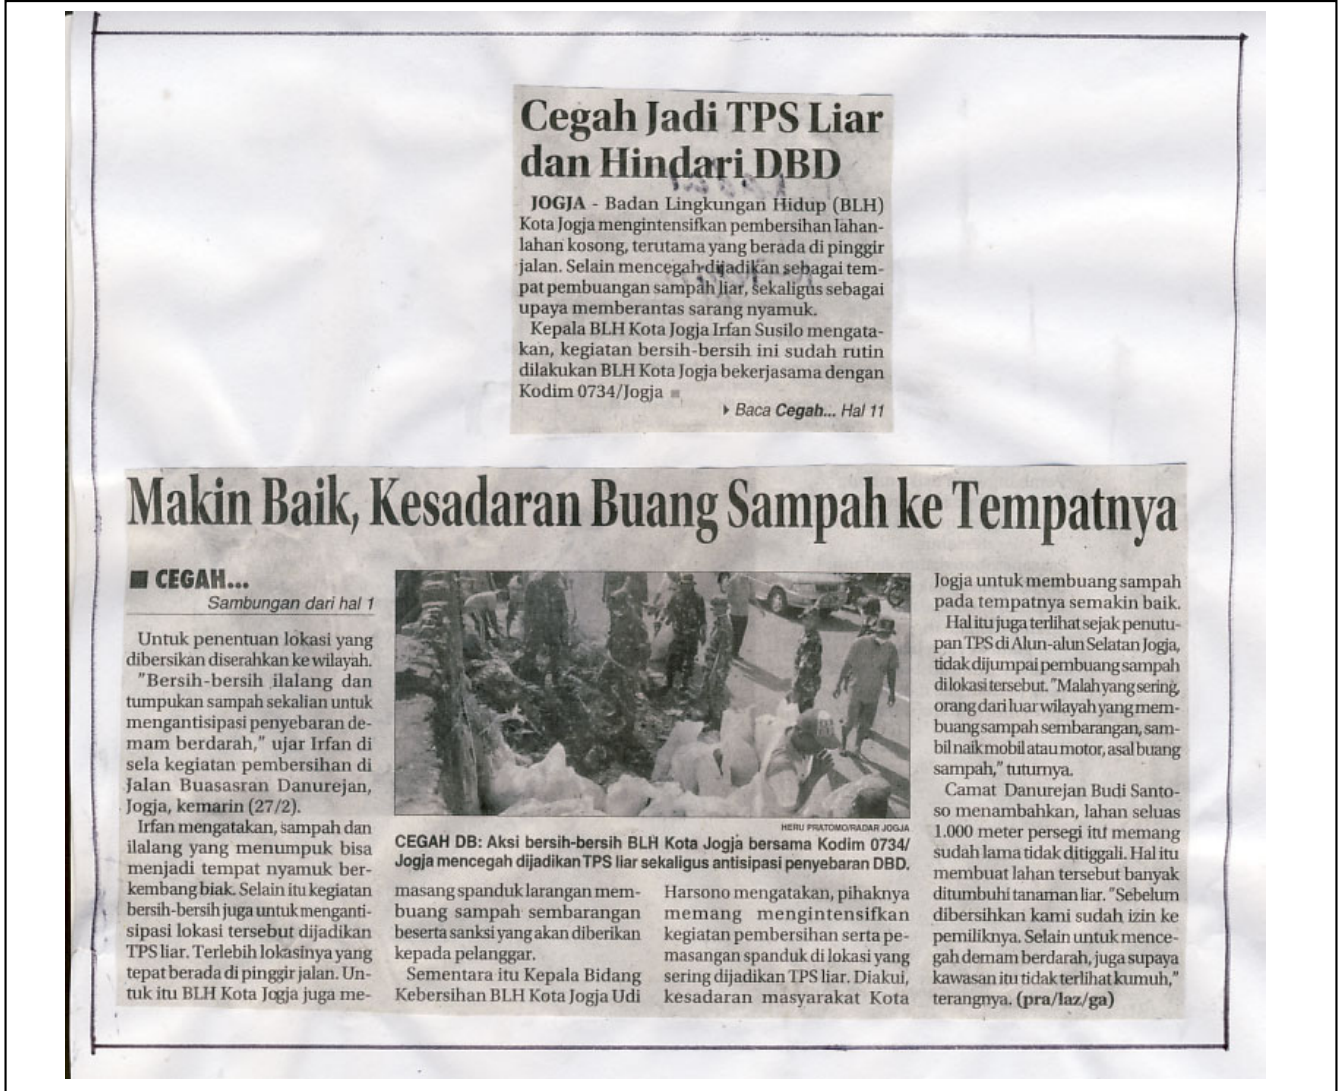 Cegah Jadi TPS Liar
dan Hindari DBD
JOGJA - Badan Lingkungan Hidup (BLH)
Kota Jogja mengintensifkan pembersihan lahan-
lahan kosong, terutama yang berada di pinggir
jalan. Selain mencegah dijadikan sebagai tem-
pat pembuangan sampah liar, sekaligus sebagai
upaya memberantas sarang nyamuk.
Kepala BLH Kota Jogja Irfan Susilo mengata-
kan, kegiatan bersih-bersih ini sudah rutin
dilakukan BLH Kota Jogja bekerjasama dengan
Kodim 0734/Jogja
Baca Cegah... Hal 11
Makin Baik, Kesadaran Buang Sampah ke Tempatnya
CEGAH...
Sambungan dari hal 1
Untuk penentuan lokasi yang
dibersikan diserahkan ke wilayah.
"Bersih-bersih ilalang dan
tumpukan sampah sekalian untuk
mengantisipasi penyebaran de-
mam berdarah," ujar Irfan di
sela kegiatan pembersihan di
Jalan Buasasran Danurejan,
Jogja, kemarin (27/2).
Irfan mengatakan, sampah dan
ilalang yang menumpuk bisa
menjadi tempat nyamuk ber-
kembang biak. Selain itu kegiatan
bersih-bersih juga untuk menganti-
sipasi lokasi tersebut dijadikan
TPS liar. Terlebih lokasinya yang
tepat berada di pinggir jalan. Un-
tuk itu BLH Kota Jogja juga me-
HERU PRATOMO/RADAR JOGJA
CEGAH DB: Aksi bersih-bersih BLH Kota Jogja bersama Kodim 0734/
Jogja mencegah dijadikan TPS liar sekaligus antisipasi penyebaran DBD.
masang spanduk larangan mem-
buang sampah sembarangan
beserta sanksi yang akan diberikan
kepada pelanggar.
Sementara itu Kepala Bidang
Kebersihan BLH Kota Jogja Udi
Harsono mengatakan, pihaknya
memang mengintensifkan
kegiatan pembersihan serta pe-
masangan spanduk di lokasi yang
sering dijadikan TPS liar. Diakui,
kesadaran masyarakat Kota
Jogja untuk membuang sampah
pada tempatnya semakin baik.
Hal itu juga terlihat sejak penutu-
pan TPS di Alun-alun Selatan Jogja,
tidak dijumpai pembuang sampah
di lokasi tersebut. "Malah yang sering,
orang dari luar wilayah yang mem-
buang sampah sembarangan, sam-
bil naik mobil atau motor, asal buang
sampah," tuturnya.
Camat Danurejan Budi Santo-
so menambahkan, lahan seluas
1.000 meter persegi itu memang
sudah lama tidak ditiggali. Hal itu
membuat lahan tersebut banyak
ditumbuhi tanaman liar. "Sebelum
dibersihkan kami sudah izin ke
pemiliknya. Selain untuk mence-
gah demam berdarah, juga supaya
kawasan itu tidak terlihat kumuh,"
terangnya. (pra/laz/ga)